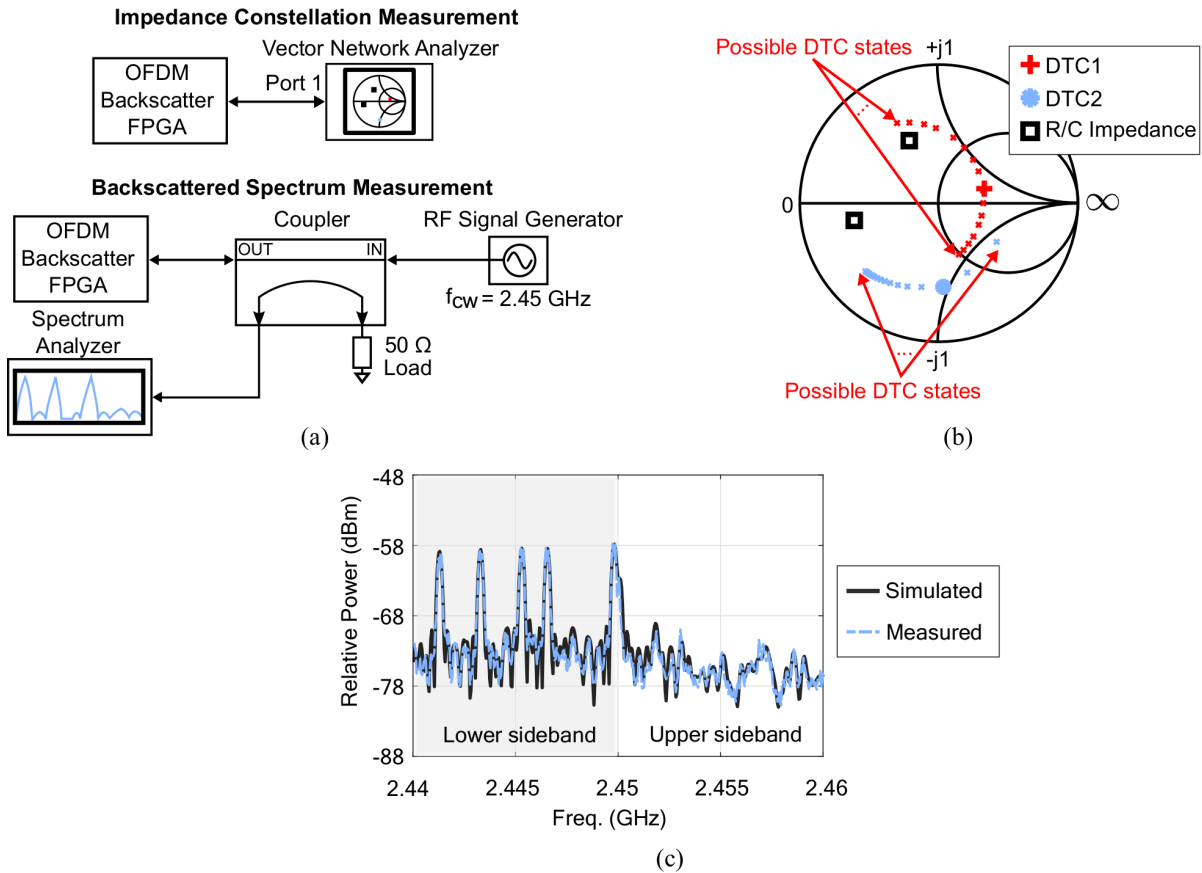 Impedance Constellation Measurement
OFDM
Backscatter
FPGA
Port 1
Vector Network Analyzer
Backscattered Spectrum Measurement
OFDM
Backscatter
FPGA
Coupler
OUT
IN
RF Signal Generator
fCW = 2.45 GHz
Spectrum
Analyzer
50 Ω
Load
(a)
Possible DTC states
+j1
0
∞
-j1
Possible DTC states
DTC1
DTC2
R/C Impedance
(b)
Relative Power (dBm)
-48
-58
-68
-78
-88
Lower sideband
Upper sideband
2.44
2.445
2.45
2.455
2.46
Freq. (GHz)
Simulated
Measured
(c)